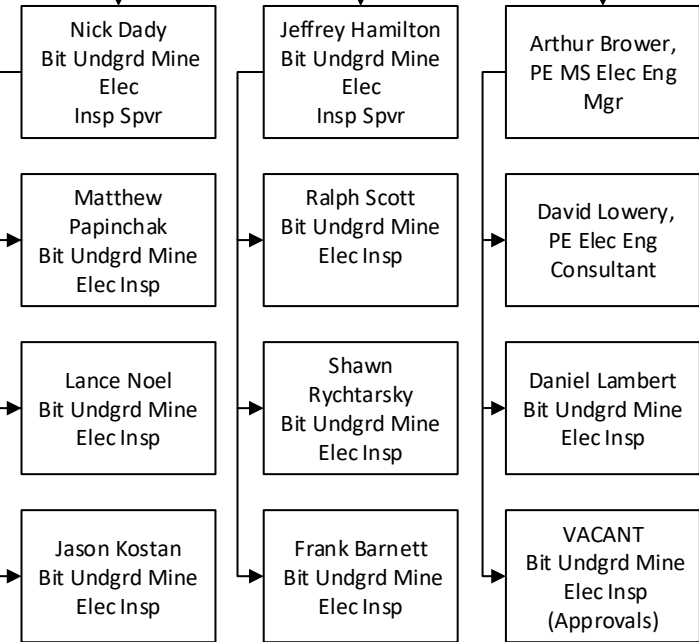 Nick Dady
Bit Undgrd Mine
Elec
Insp Spvr
Jeffrey Hamilton
Bit Undgrd Mine
Elec
Insp Spvr
Arthur Brower,
PE MS Elec Eng
Mgr
Matthew
Papinchak
Bit Undgrd Mine
Elec Insp
Ralph Scott
Bit Undgrd Mine
Elec Insp
David Lowery,
PE Elec Eng
Consultant
Lance Noel
Bit Undgrd Mine
Elec Insp
Shawn
Rychtarsky
Bit Undgrd Mine
Elec Insp
Daniel Lambert
Bit Undgrd Mine
Elec Insp
Jason Kostan
Bit Undgrd Mine
Elec Insp
Frank Barnett
Bit Undgrd Mine
Elec Insp
VACANT
Bit Undgrd Mine
Elec Insp
(Approvals)